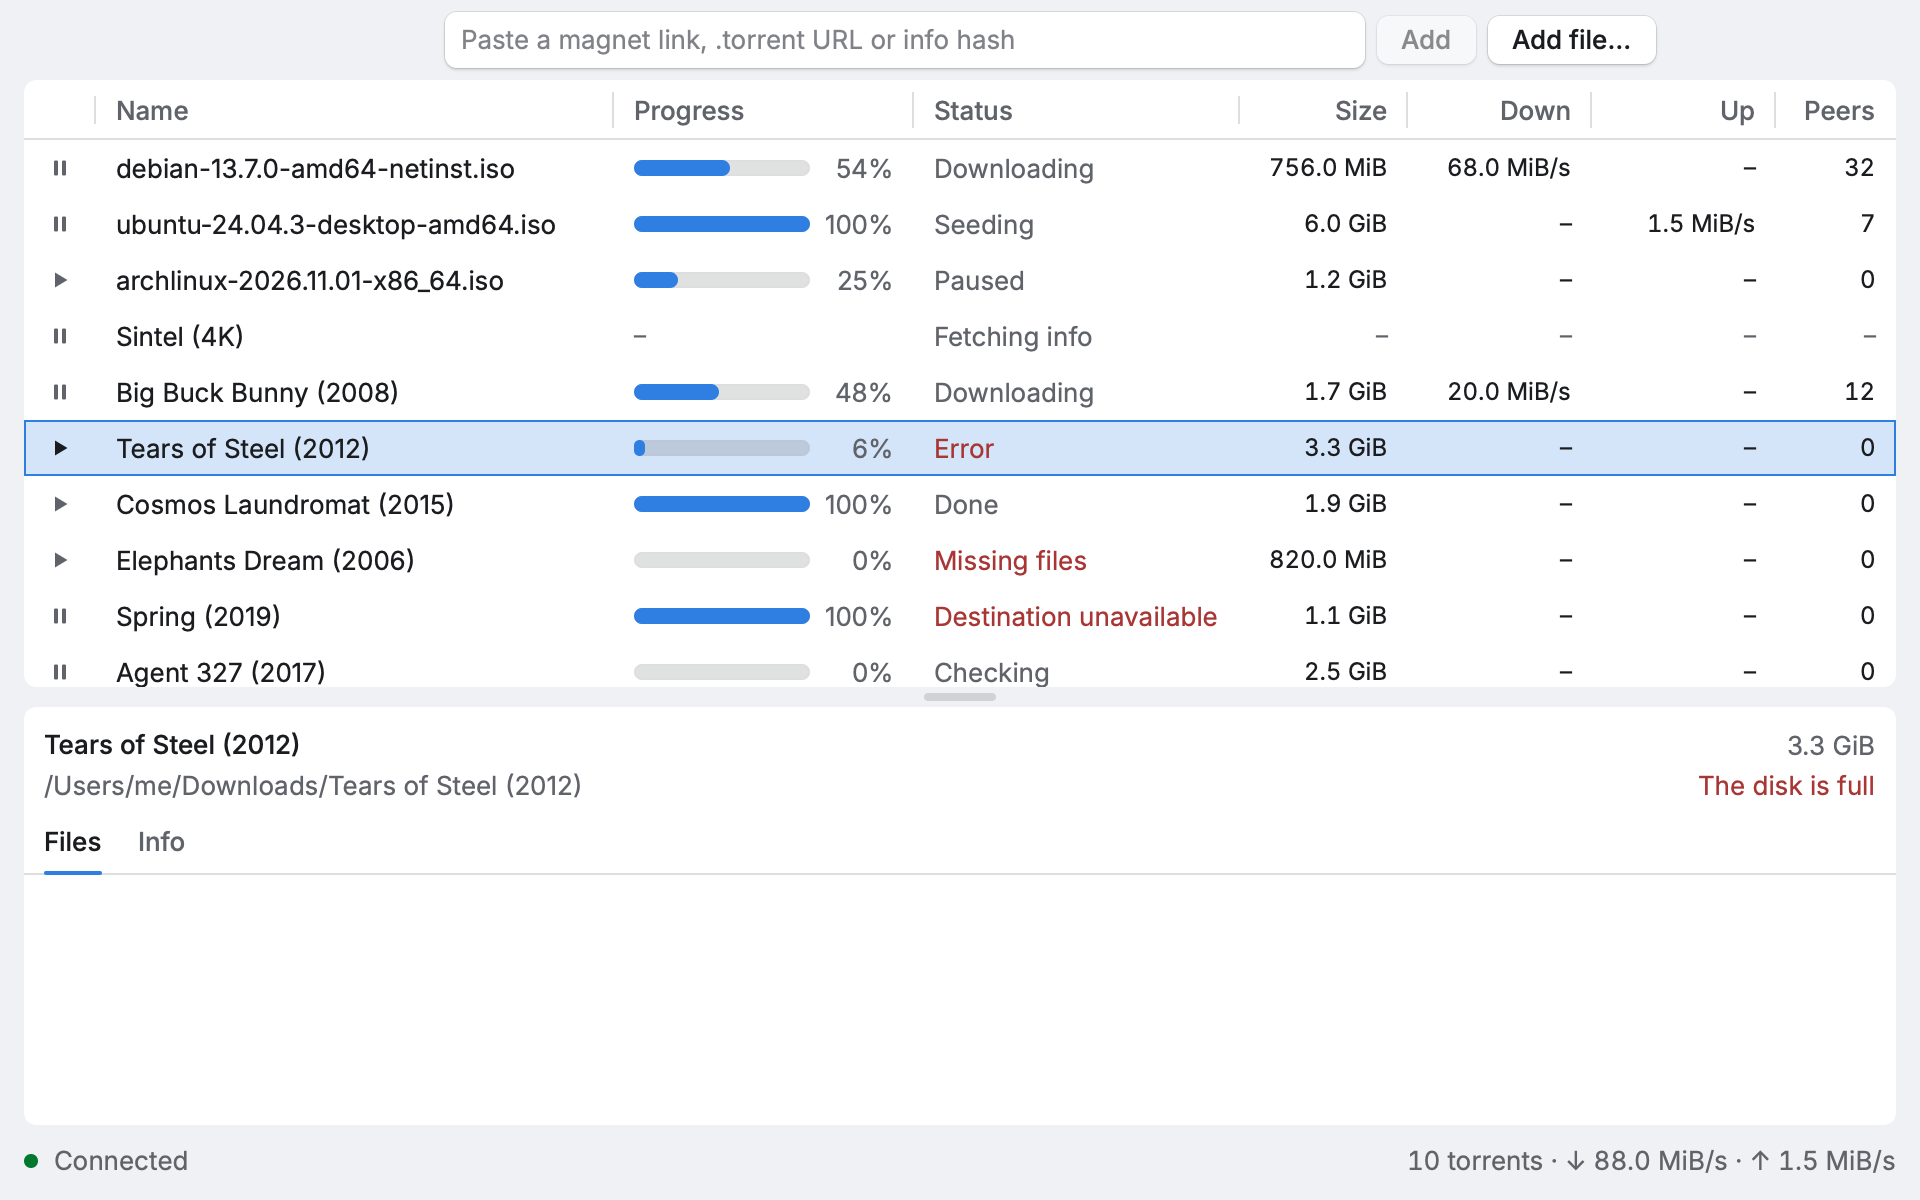 Paste a magnet link, .torrent URL or info hash Add Add file...
Name Progress Status Size Down Up Peers
debian-13.7.0-amd64-netinst.iso 54% Downloading 756.0 MiB 68.0 MiB/s – 32
ubuntu-24.04.3-desktop-amd64.iso 100% Seeding 6.0 GiB – 1.5 MiB/s 7
archlinux-2026.11.01-x86_64.iso 25% Paused 1.2 GiB – – 0
Sintel (4K) – Fetching info – – – –
Big Buck Bunny (2008) 48% Downloading 1.7 GiB 20.0 MiB/s – 12
Tears of Steel (2012) 6% Error 3.3 GiB – – 0
Cosmos Laundromat (2015) 100% Done 1.9 GiB – – 0
Elephants Dream (2006) 0% Missing files 820.0 MiB – – 0
Spring (2019) 100% Destination unavailable 1.1 GiB – – 0
Agent 327 (2017) 0% Checking 2.5 GiB – – 0
Tears of Steel (2012) 3.3 GiB
/Users/me/Downloads/Tears of Steel (2012) The disk is full
Files Info
Connected 10 torrents · ↓ 88.0 MiB/s · ↑ 1.5 MiB/s